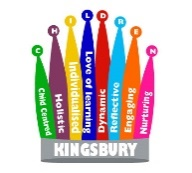 CHILDREN
Child Centred
Holistic
Individualised
Love of learning
Dynamic
Reflective
Engaging
Nurturing
KINGSBURY